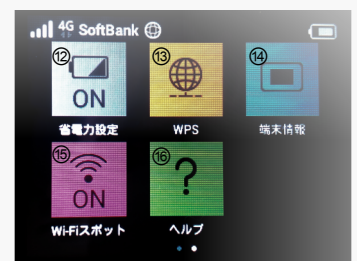 4G SoftBank
⑫ ⑬ ⑭
ON
省電力設定 WPS 端末情報
⑮ ⑯
ON ?
Wi-Fiスポット ヘルプ